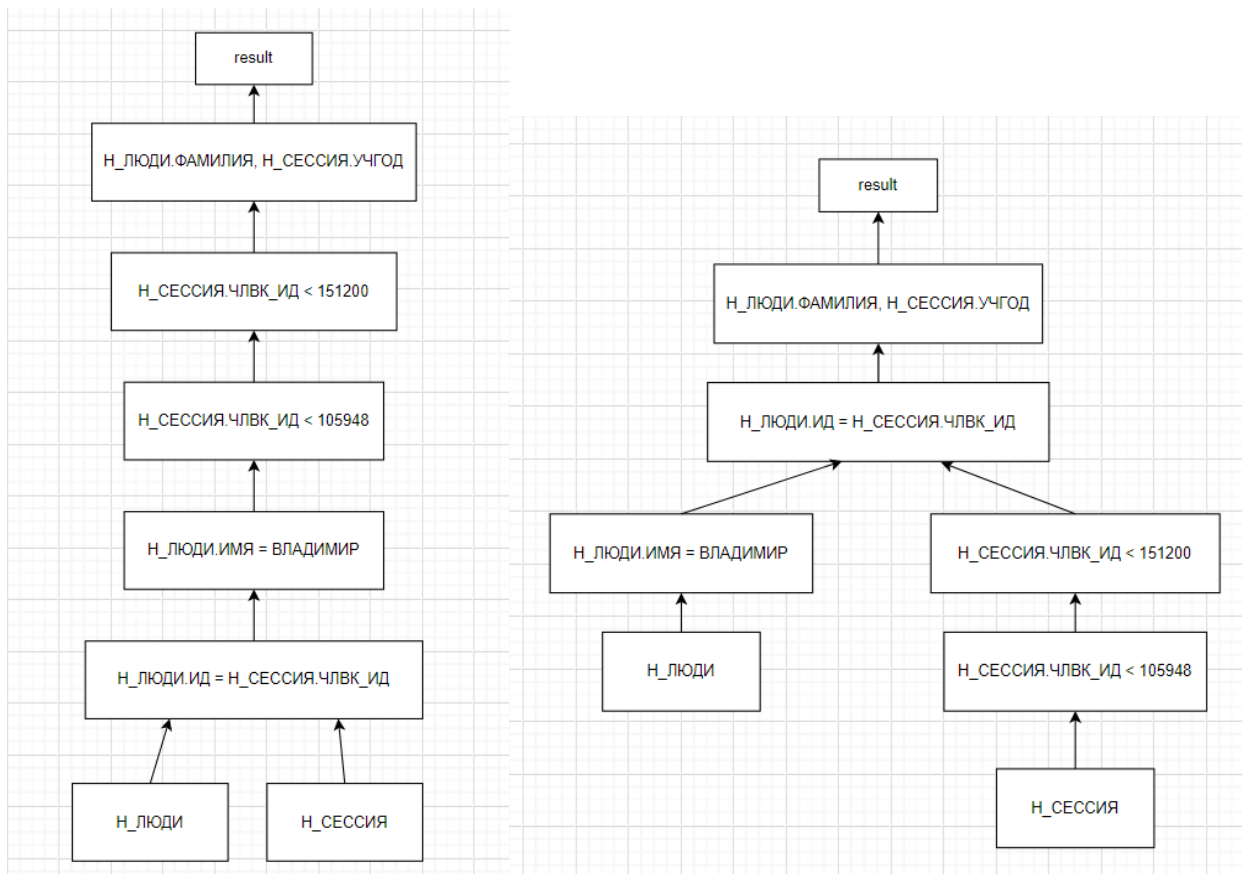 result
Н_ЛЮДИ.ФАМИЛИЯ, Н_СЕССИЯ.УЧГОД
Н_СЕССИЯ.ЧЛВК_ИД < 151200
Н_СЕССИЯ.ЧЛВК_ИД < 105948
Н_ЛЮДИ.ИМЯ = ВЛАДИМИР
Н_ЛЮДИ.ИД = Н_СЕССИЯ.ЧЛВК_ИД
Н_ЛЮДИ
Н_СЕССИЯ
result
Н_ЛЮДИ.ФАМИЛИЯ, Н_СЕССИЯ.УЧГОД
Н_ЛЮДИ.ИД = Н_СЕССИЯ.ЧЛВК_ИД
Н_ЛЮДИ.ИМЯ = ВЛАДИМИР
Н_СЕССИЯ.ЧЛВК_ИД < 151200
Н_ЛЮДИ
Н_СЕССИЯ.ЧЛВК_ИД < 105948
Н_СЕССИЯ